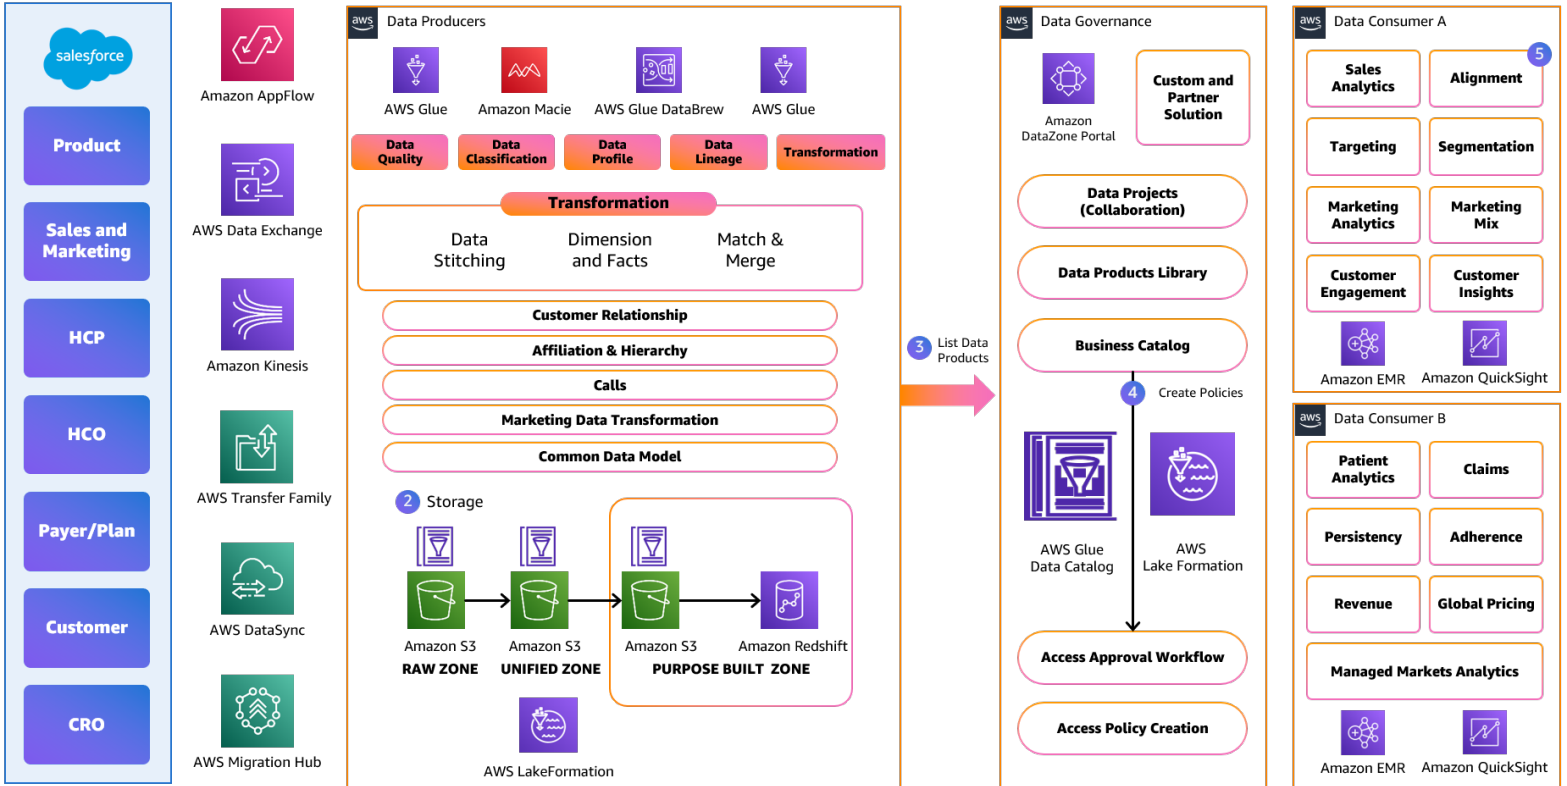 salesforce
Product
Sales and
Marketing
HCP
HCO
Payer/Plan
Customer
CRO
Amazon AppFlow
AWS Data Exchange
Amazon Kinesis
AWS Transfer Family
AWS DataSync
AWS Migration Hub
aws
Data Producers
AWS Glue
Amazon Macie
AWS Glue DataBrew
AWS Glue
Data
Quality
Data
Classification
Data
Profile
Data
Lineage
Transformation
Transformation
Data
Stitching
Dimension
and Facts
Match &
Merge
Customer Relationship
Affiliation & Hierarchy
Calls
Marketing Data Transformation
Common Data Model
2 Storage
Amazon S3
RAW ZONE
Amazon S3
UNIFIED ZONE
Amazon S3
Amazon Redshift
PURPOSE BUILT ZONE
AWS LakeFormation
3 List Data
Products
aws
Data Governance
Amazon
DataZone Portal
Custom and
Partner
Solution
Data Projects
(Collaboration)
Data Products Library
Business Catalog
4 Create Policies
AWS Glue
Data Catalog
AWS
Lake Formation
Access Approval Workflow
Access Policy Creation
aws
Data Consumer A
5
Sales
Analytics
Alignment
Targeting
Segmentation
Marketing
Analytics
Marketing
Mix
Customer
Engagement
Customer
Insights
Amazon EMR
Amazon QuickSight
aws
Data Consumer B
Patient
Analytics
Claims
Persistency
Adherence
Revenue
Global Pricing
Managed Markets Analytics
Amazon EMR
Amazon QuickSight